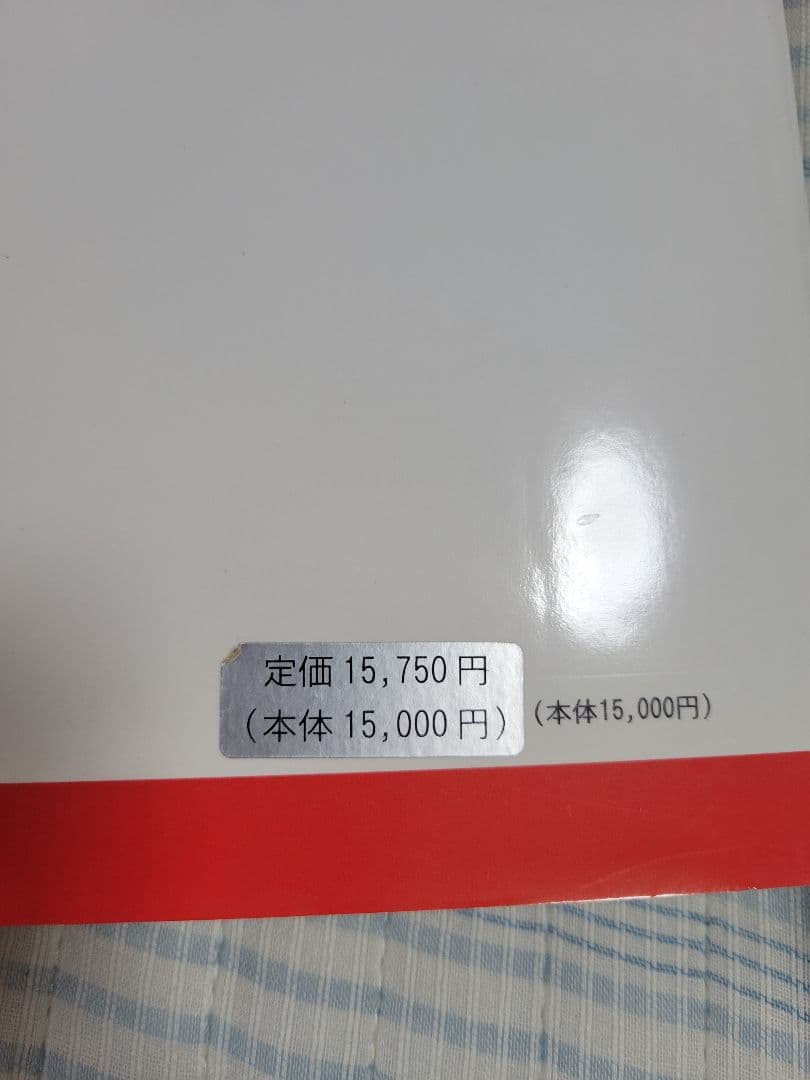 定価 15,750 円
(本体 15,000 円)
(本体15,000円)